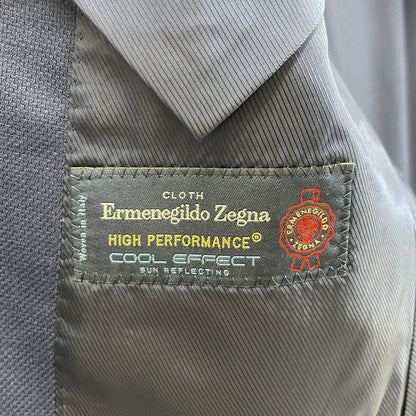 CLOTH
Ermenegildo Zegna
HIGH PERFORMANCE®
COOL EFFECT
SUN REFLECTING
Woven in Italy
ERMENEGILDO
ZEGNA